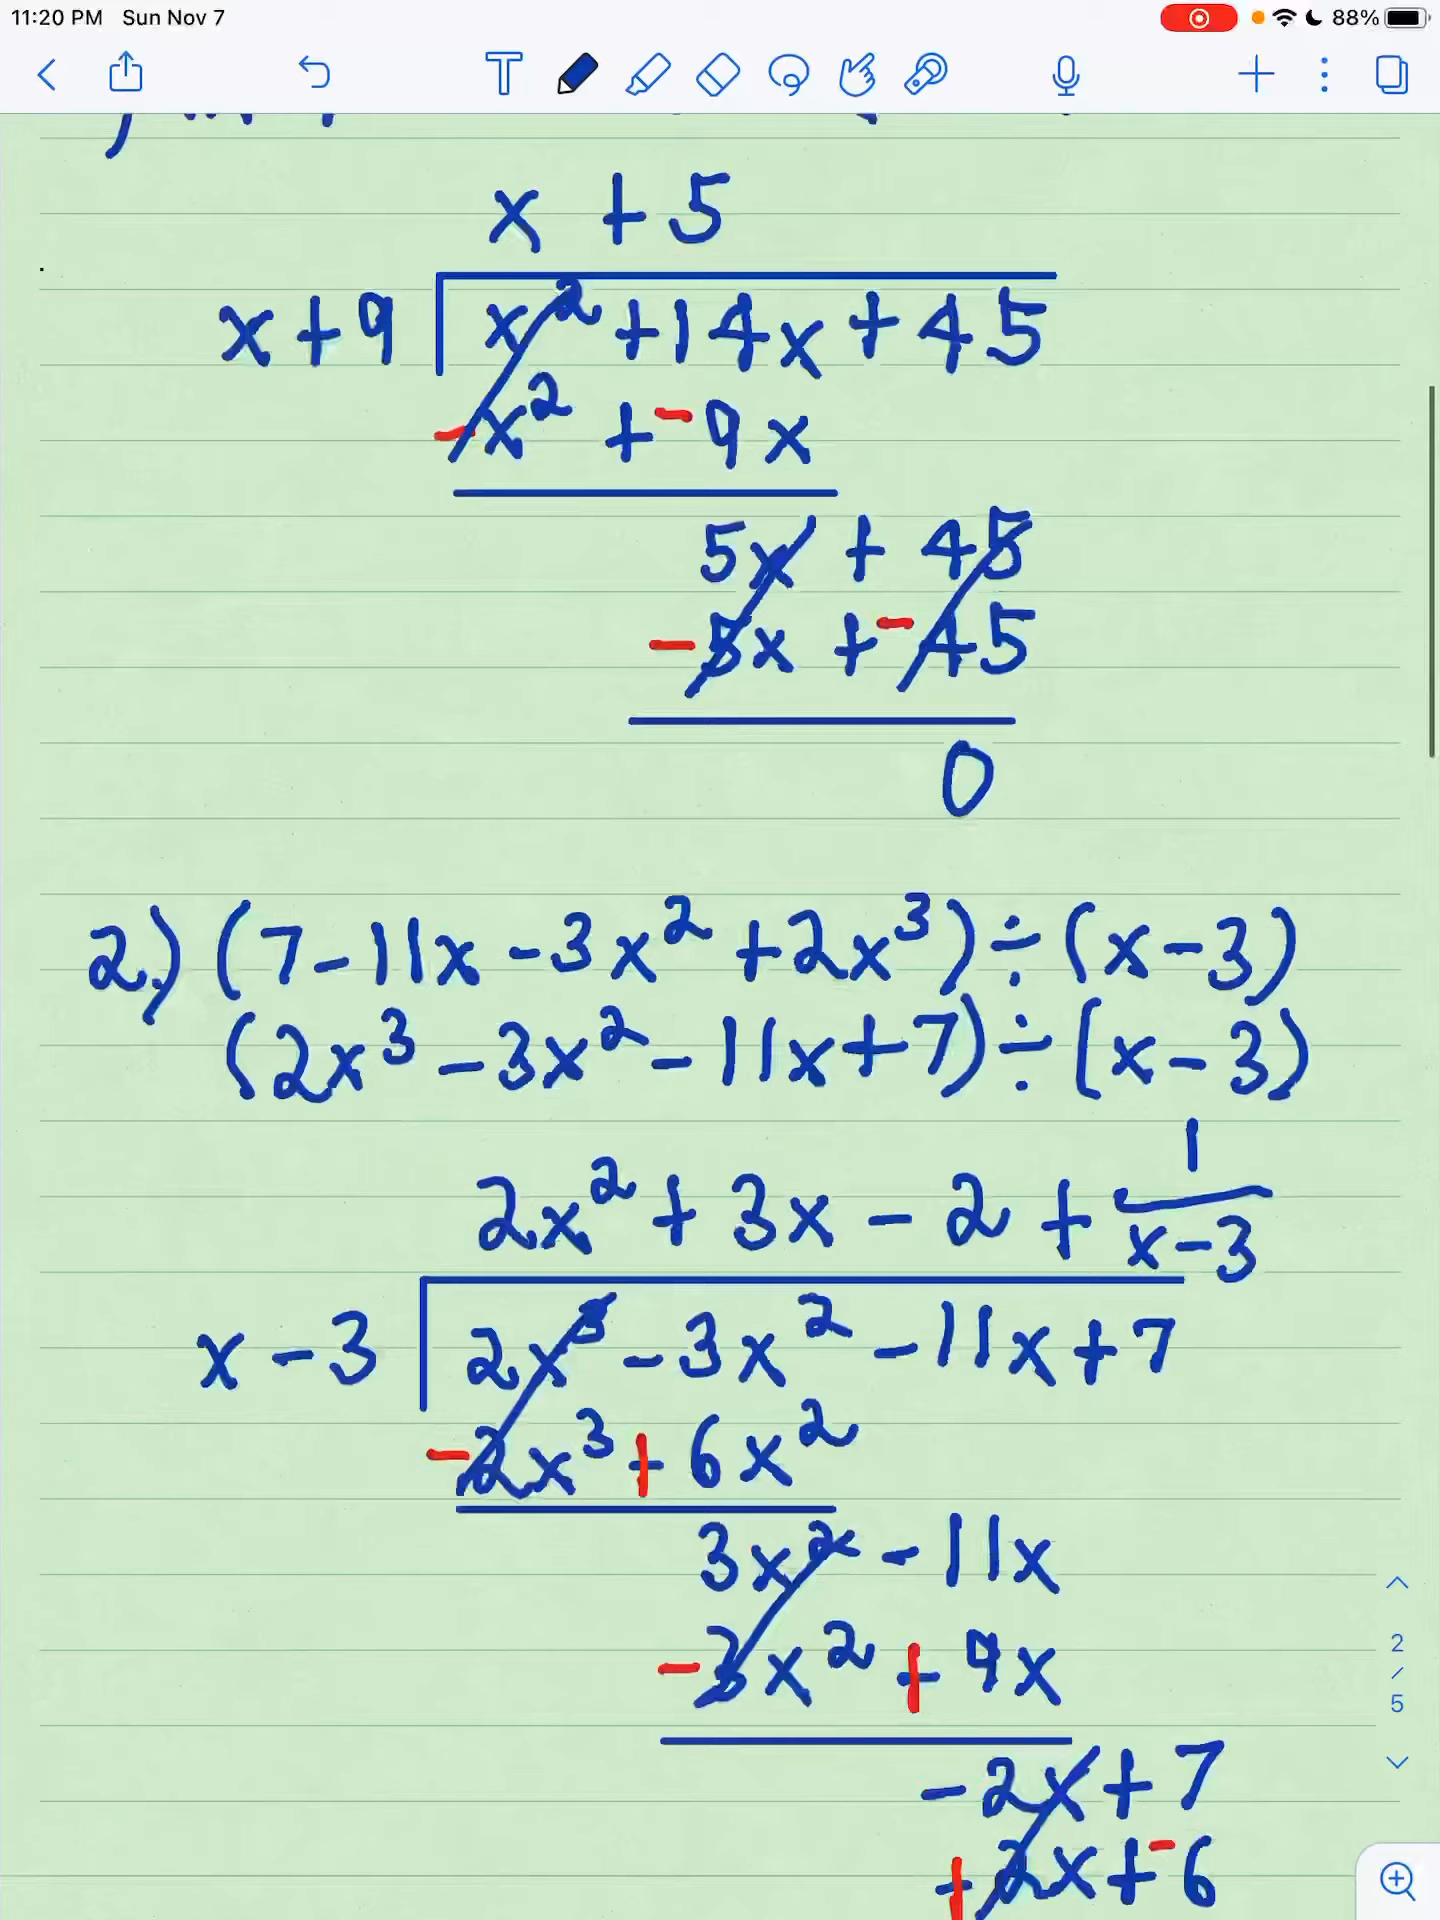 11:20 PM Sun Nov 7 88%
T
x + 5
x + 9 x² + 14x + 45
- x² + - 9x
5x + 45
- 5x + - 45
0
2.) (7 - 11x - 3x² + 2x³) ÷ (x - 3)
(2x³ - 3x² - 11x + 7) ÷ (x - 3)
2x² + 3x - 2 + 1/(x - 3)
x - 3 2x³ - 3x² - 11x + 7
- 2x³ + 6x²
3x² - 11x
- 3x² + 9x
- 2x + 7
+ 2x + - 6
2/5